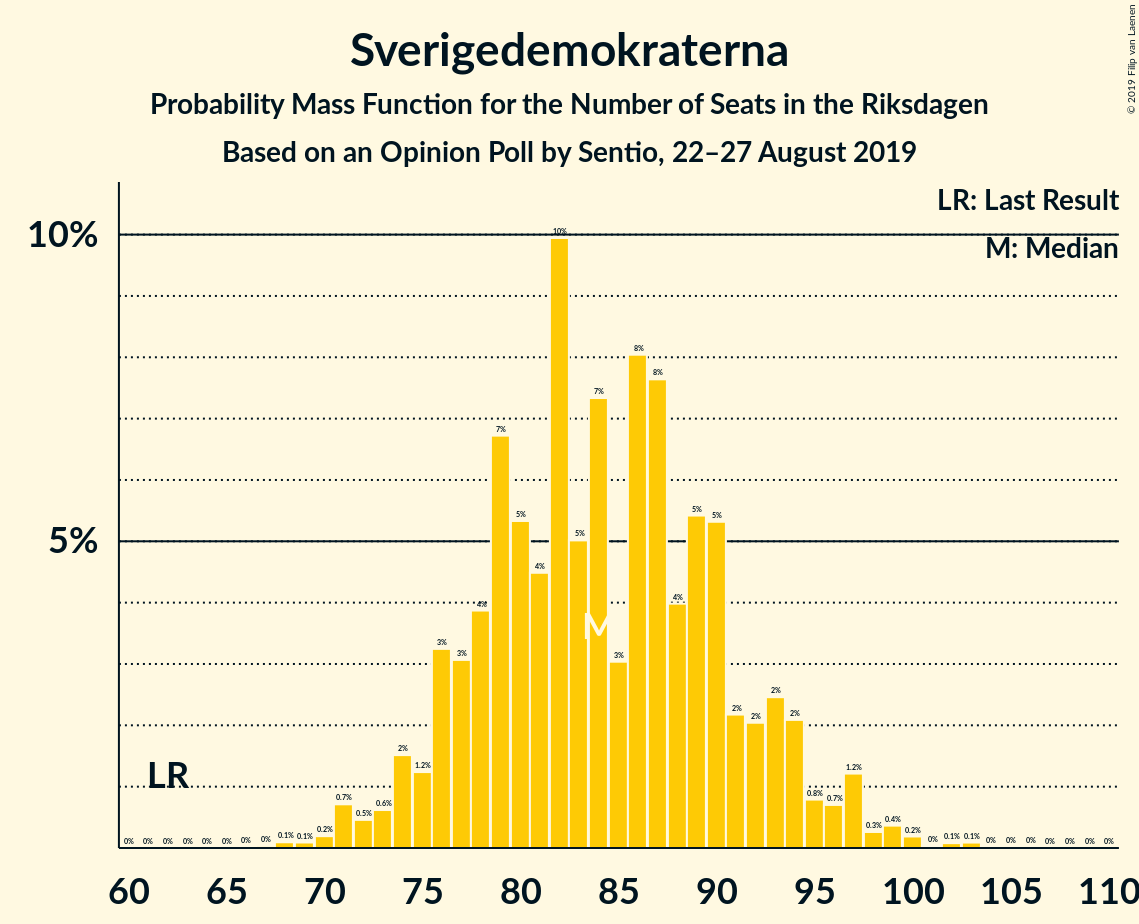 Sverigedemokraterna
Probability Mass Function for the Number of Seats in the Riksdagen
Based on an Opinion Poll by Sentio, 22–27 August 2019
© 2019 Filip van Laenen
LR: Last Result
M: Median
10%
5%
LR
M
0% 0% 0% 0% 0% 0% 0% 0% 0.1% 0.1% 0.2% 0.7% 0.5% 0.6% 2% 1.2% 3% 3% 4% 7% 5% 4% 10% 5% 7% 3% 8% 8% 4% 5% 5% 2% 2% 2% 2% 0.8% 0.7% 1.2% 0.3% 0.4% 0.2% 0% 0.1% 0.1% 0% 0% 0% 0% 0% 0% 0%
60 65 70 75 80 85 90 95 100 105 110